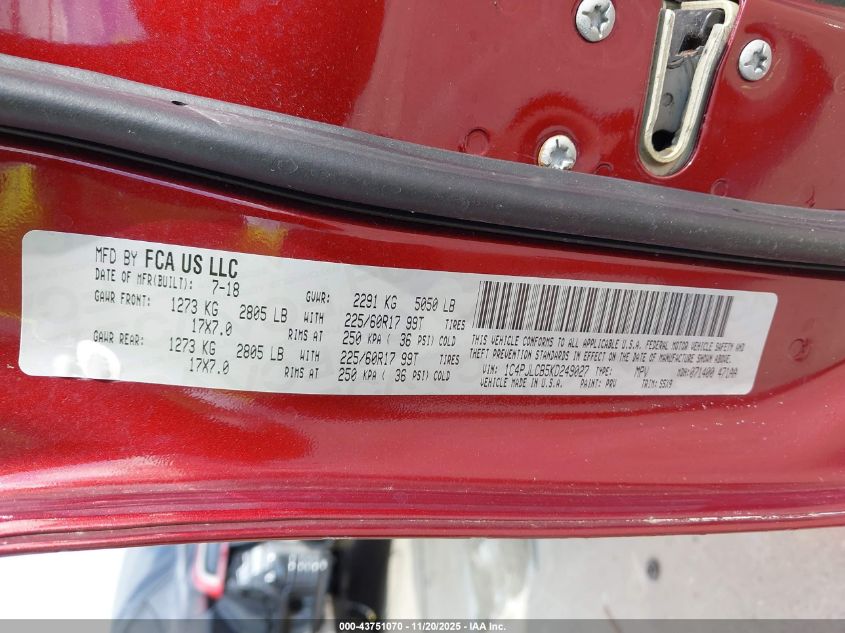 MFD BY FCA US LLC
DATE OF MFR(BUILT): 7-18
GVWR: 2291 KG 5050 LB
GAWR FRONT: 1273 KG 2805 LB WITH 225/60R17 99T TIRES
17X7.0 RIMS AT 250 KPA ( 36 PSI) COLD
GAWR REAR: 1273 KG 2805 LB WITH 225/60R17 99T TIRES
17X7.0 RIMS AT 250 KPA ( 36 PSI) COLD
THIS VEHICLE CONFORMS TO ALL APPLICABLE U.S.A. FEDERAL MOTOR VEHICLE SAFETY AND
THEFT PREVENTION STANDARDS IN EFFECT ON THE DATE OF MANUFACTURE SHOWN ABOVE.
VIN: 1C4PJLCB5KD249027 TYPE: MPV MDH:071400 471AA
VEHICLE MADE IN U.S.A. PAINT: PRV TRIM: S5X9
000-43751070 | 11/20/2025 | IAA Inc.